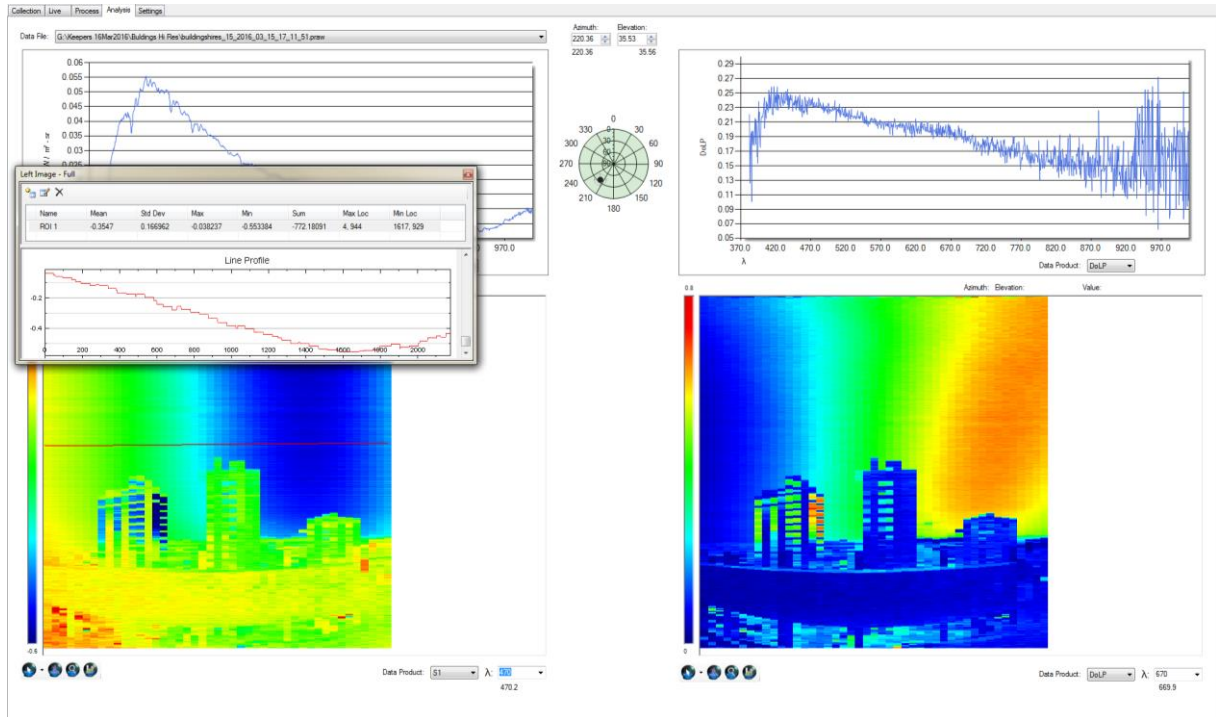 Collection Live Process Analysis Settings
Data File: G:\Keepers 16Mar2016\Buildings Hi Res\buildingshires_15_2016_03_15_17_11_51.praw
Azimuth: Elevation:
220.36 35.53
220.36 35.56
0.06
0.055
0.05
0.045
0.04
0.035
0.03
0.025
970.0
Left Image - Full
Name Mean Std Dev Max Min Sum Max Loc Min Loc
ROI 1 -0.3547 0.166962 -0.038237 -0.553384 -772.18091 4, 944 1617, 929
Line Profile
-0.2
-0.4
0 200 400 600 800 1000 1200 1400 1600 1800 2000
0
330 30
300 60
270 90
240 120
210 150
180
0.29
0.27
0.25
0.23
0.21
0.19
0.17
0.15
0.13
0.11
0.09
0.07
0.05
DoLP
370.0 420.0 470.0 520.0 570.0 620.0 670.0 720.0 770.0 820.0 870.0 920.0 970.0
λ
Data Product: DoLP
Azimuth: Elevation: Value:
-0.6
Data Product: S1 λ: 470
470.2
0.8
0
Data Product: DoLP λ: 670
669.9